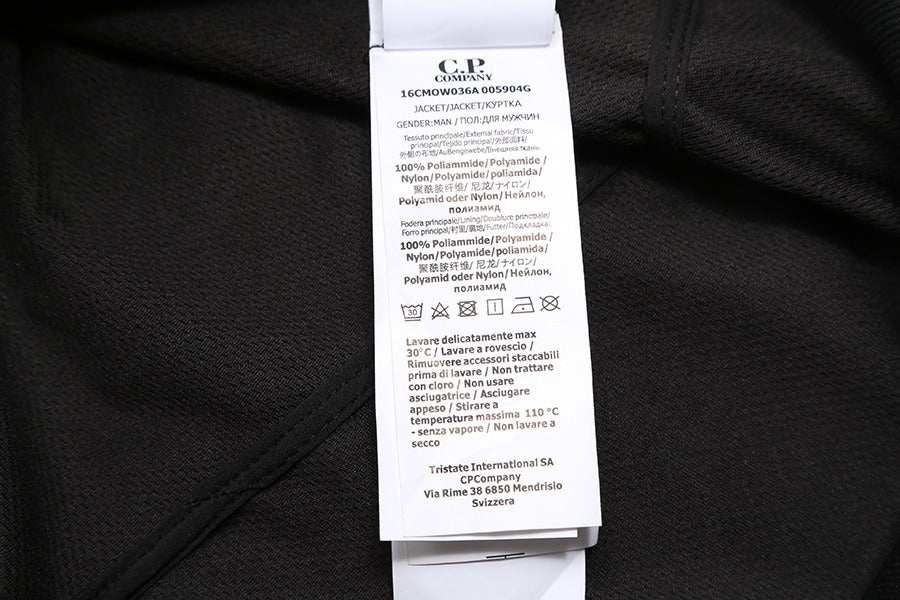 C.P.
COMPANY
16CMOW036A 005904G
JACKET/JACKET/КУРТКА
GENDER:MAN / ПОЛ:ДЛЯ МУЖЧИН
Tessuto principale/External fabric/Tissu
principal/Tejido principal/外部面料/
外側の布地/Außengewebe/Внешняя ткань:
100% Poliammide/Polyamide /
Nylon/Polyamide/poliamida/
聚酰胺纤维/ 尼龙/ナイロン/
Polyamid oder Nylon/Нейлон,
полиамид
Fodera principale/Lining/Doublure principale/
Forro principal/衬里/裏地/Futter/Подкладка:
100% Poliammide/Polyamide /
Nylon/Polyamide/poliamida/
聚酰胺纤维/ 尼龙/ナイロン/
Polyamid oder Nylon/Нейлон,
полиамид
30
Lavare delicatamente max
30°C / Lavare a rovescio /
Rimuovere accessori staccabili
prima di lavare / Non trattare
con cloro / Non usare
asciugatrice / Asciugare
appeso / Stirare a
temperatura massima 110 °C
- senza vapore / Non lavare a
secco
Tristate International SA
CPCompany
Via Rime 38 6850 Mendrisio
Svizzera